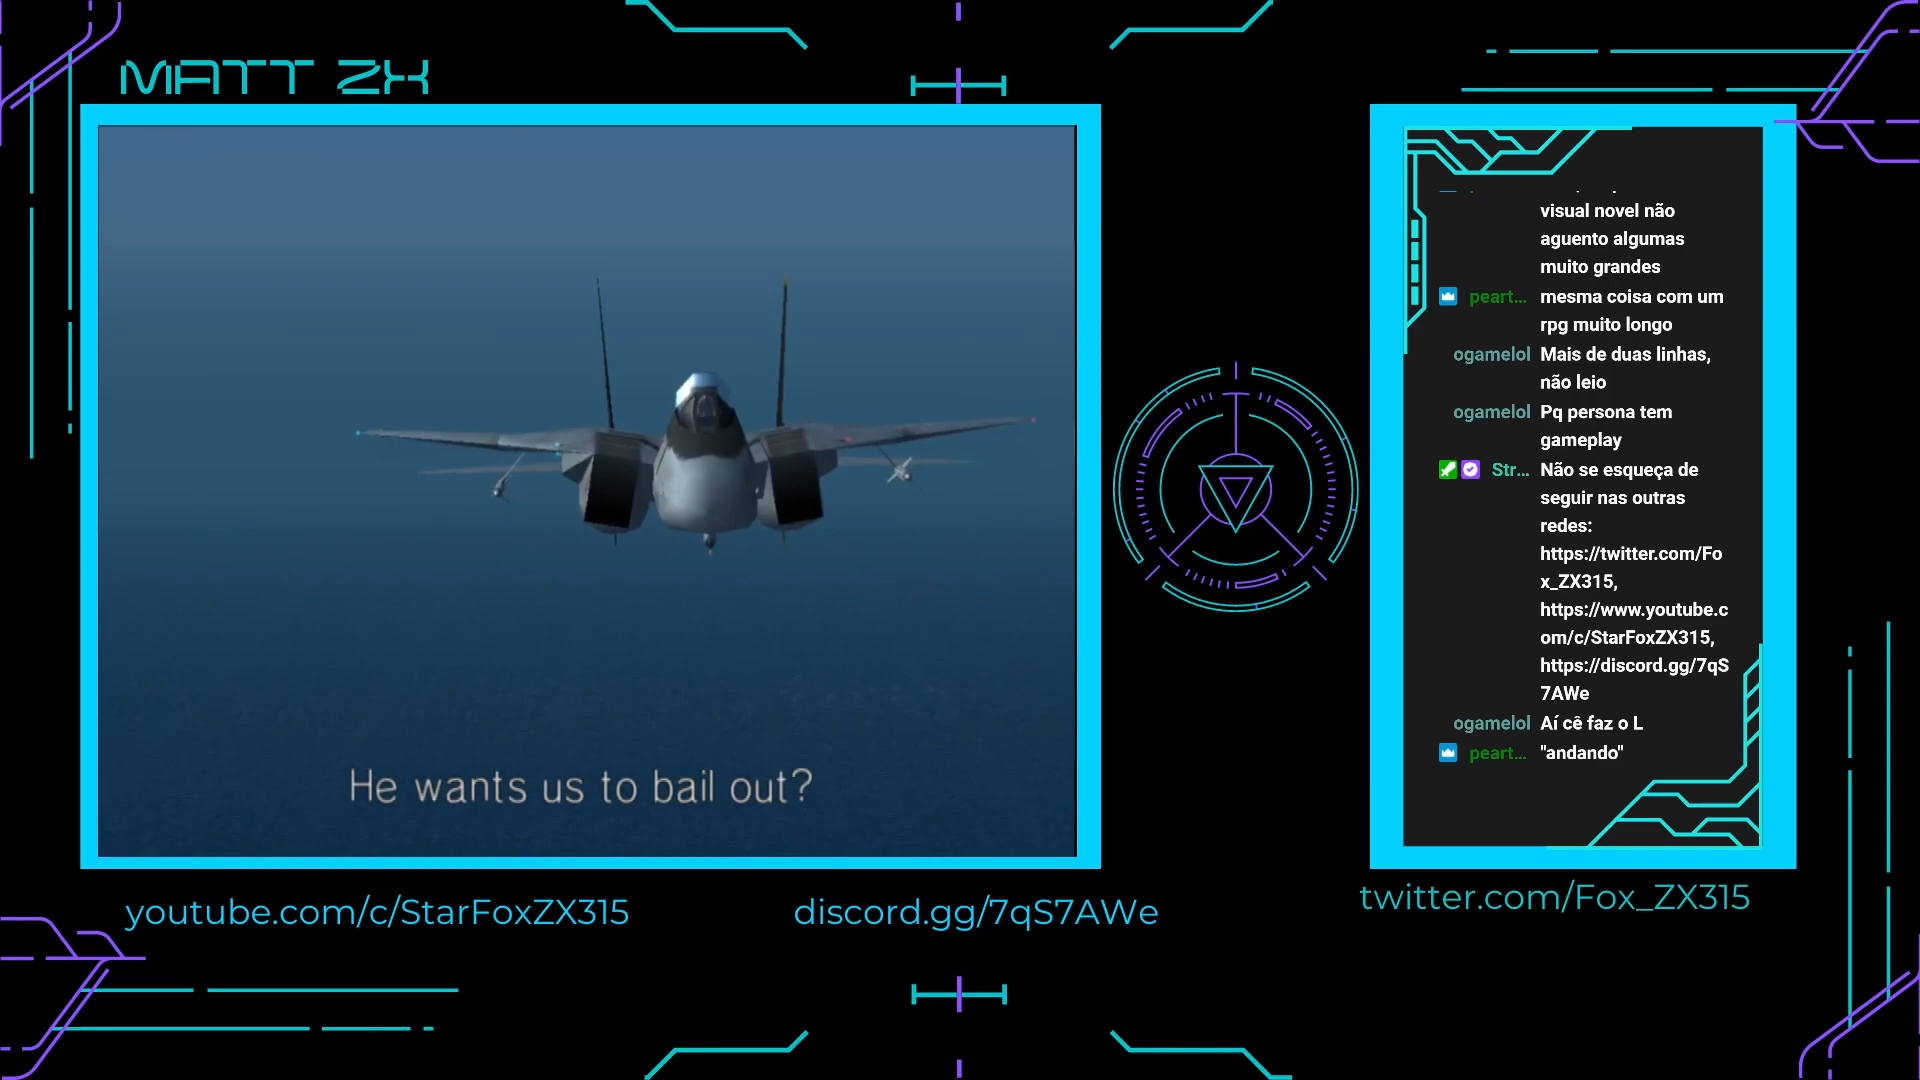 MATT ZX
He wants us to bail out?
visual novel não
aguento algumas
muito grandes
peart... mesma coisa com um
rpg muito longo
ogamelol Mais de duas linhas,
não leio
ogamelol Pq persona tem
gameplay
Str... Não se esqueça de
seguir nas outras
redes:
https://twitter.com/Fo
x_ZX315,
https://www.youtube.c
om/c/StarFoxZX315,
https://discord.gg/7qS
7AWe
ogamelol Aí cê faz o L
peart... "andando"
youtube.com/c/StarFoxZX315
discord.gg/7qS7AWe
twitter.com/Fox_ZX315